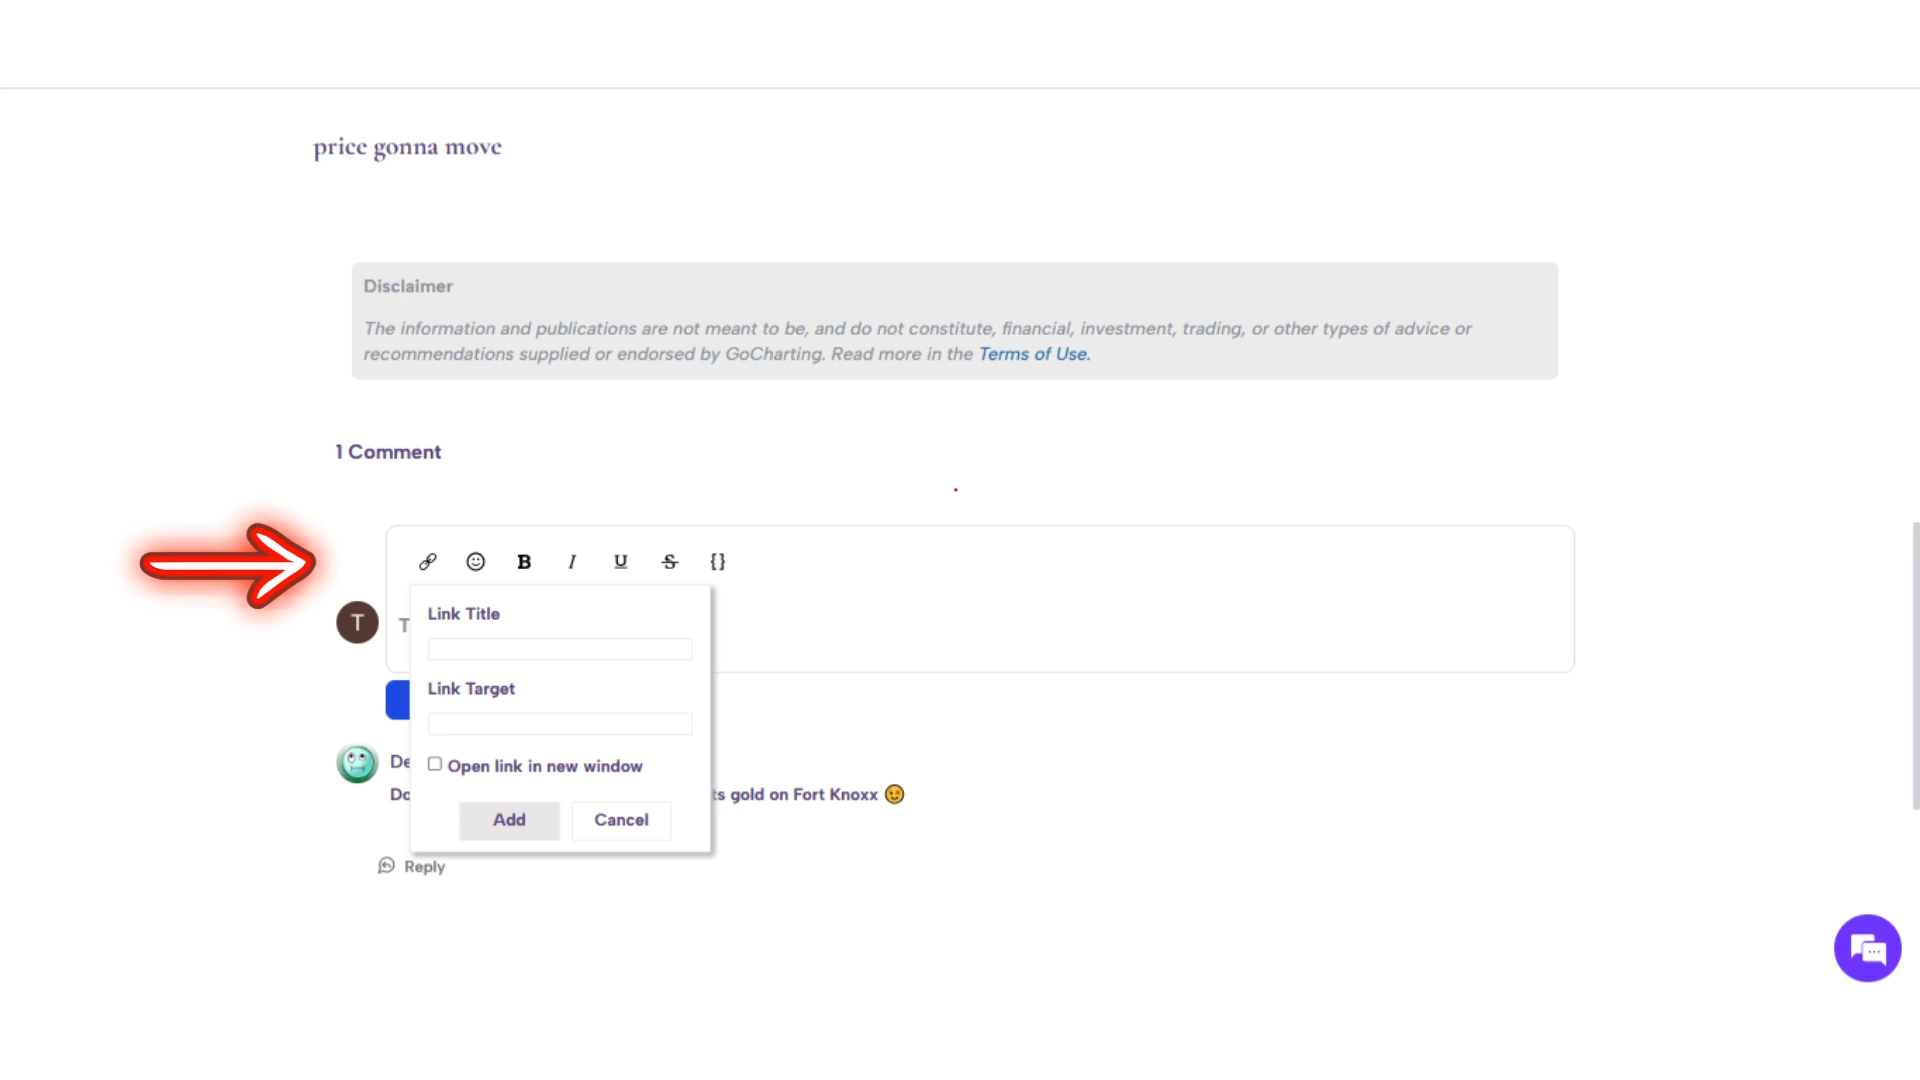 price gonna move
Disclaimer
The information and publications are not meant to be, and do not constitute, financial, investment, trading, or other types of advice or
recommendations supplied or endorsed by GoCharting. Read more in the Terms of Use.
1 Comment
B I U S {}
Link Title
T
T
Link Target
De
Open link in new window
Do
ts gold on Fort Knoxx 😉
Add Cancel
Reply